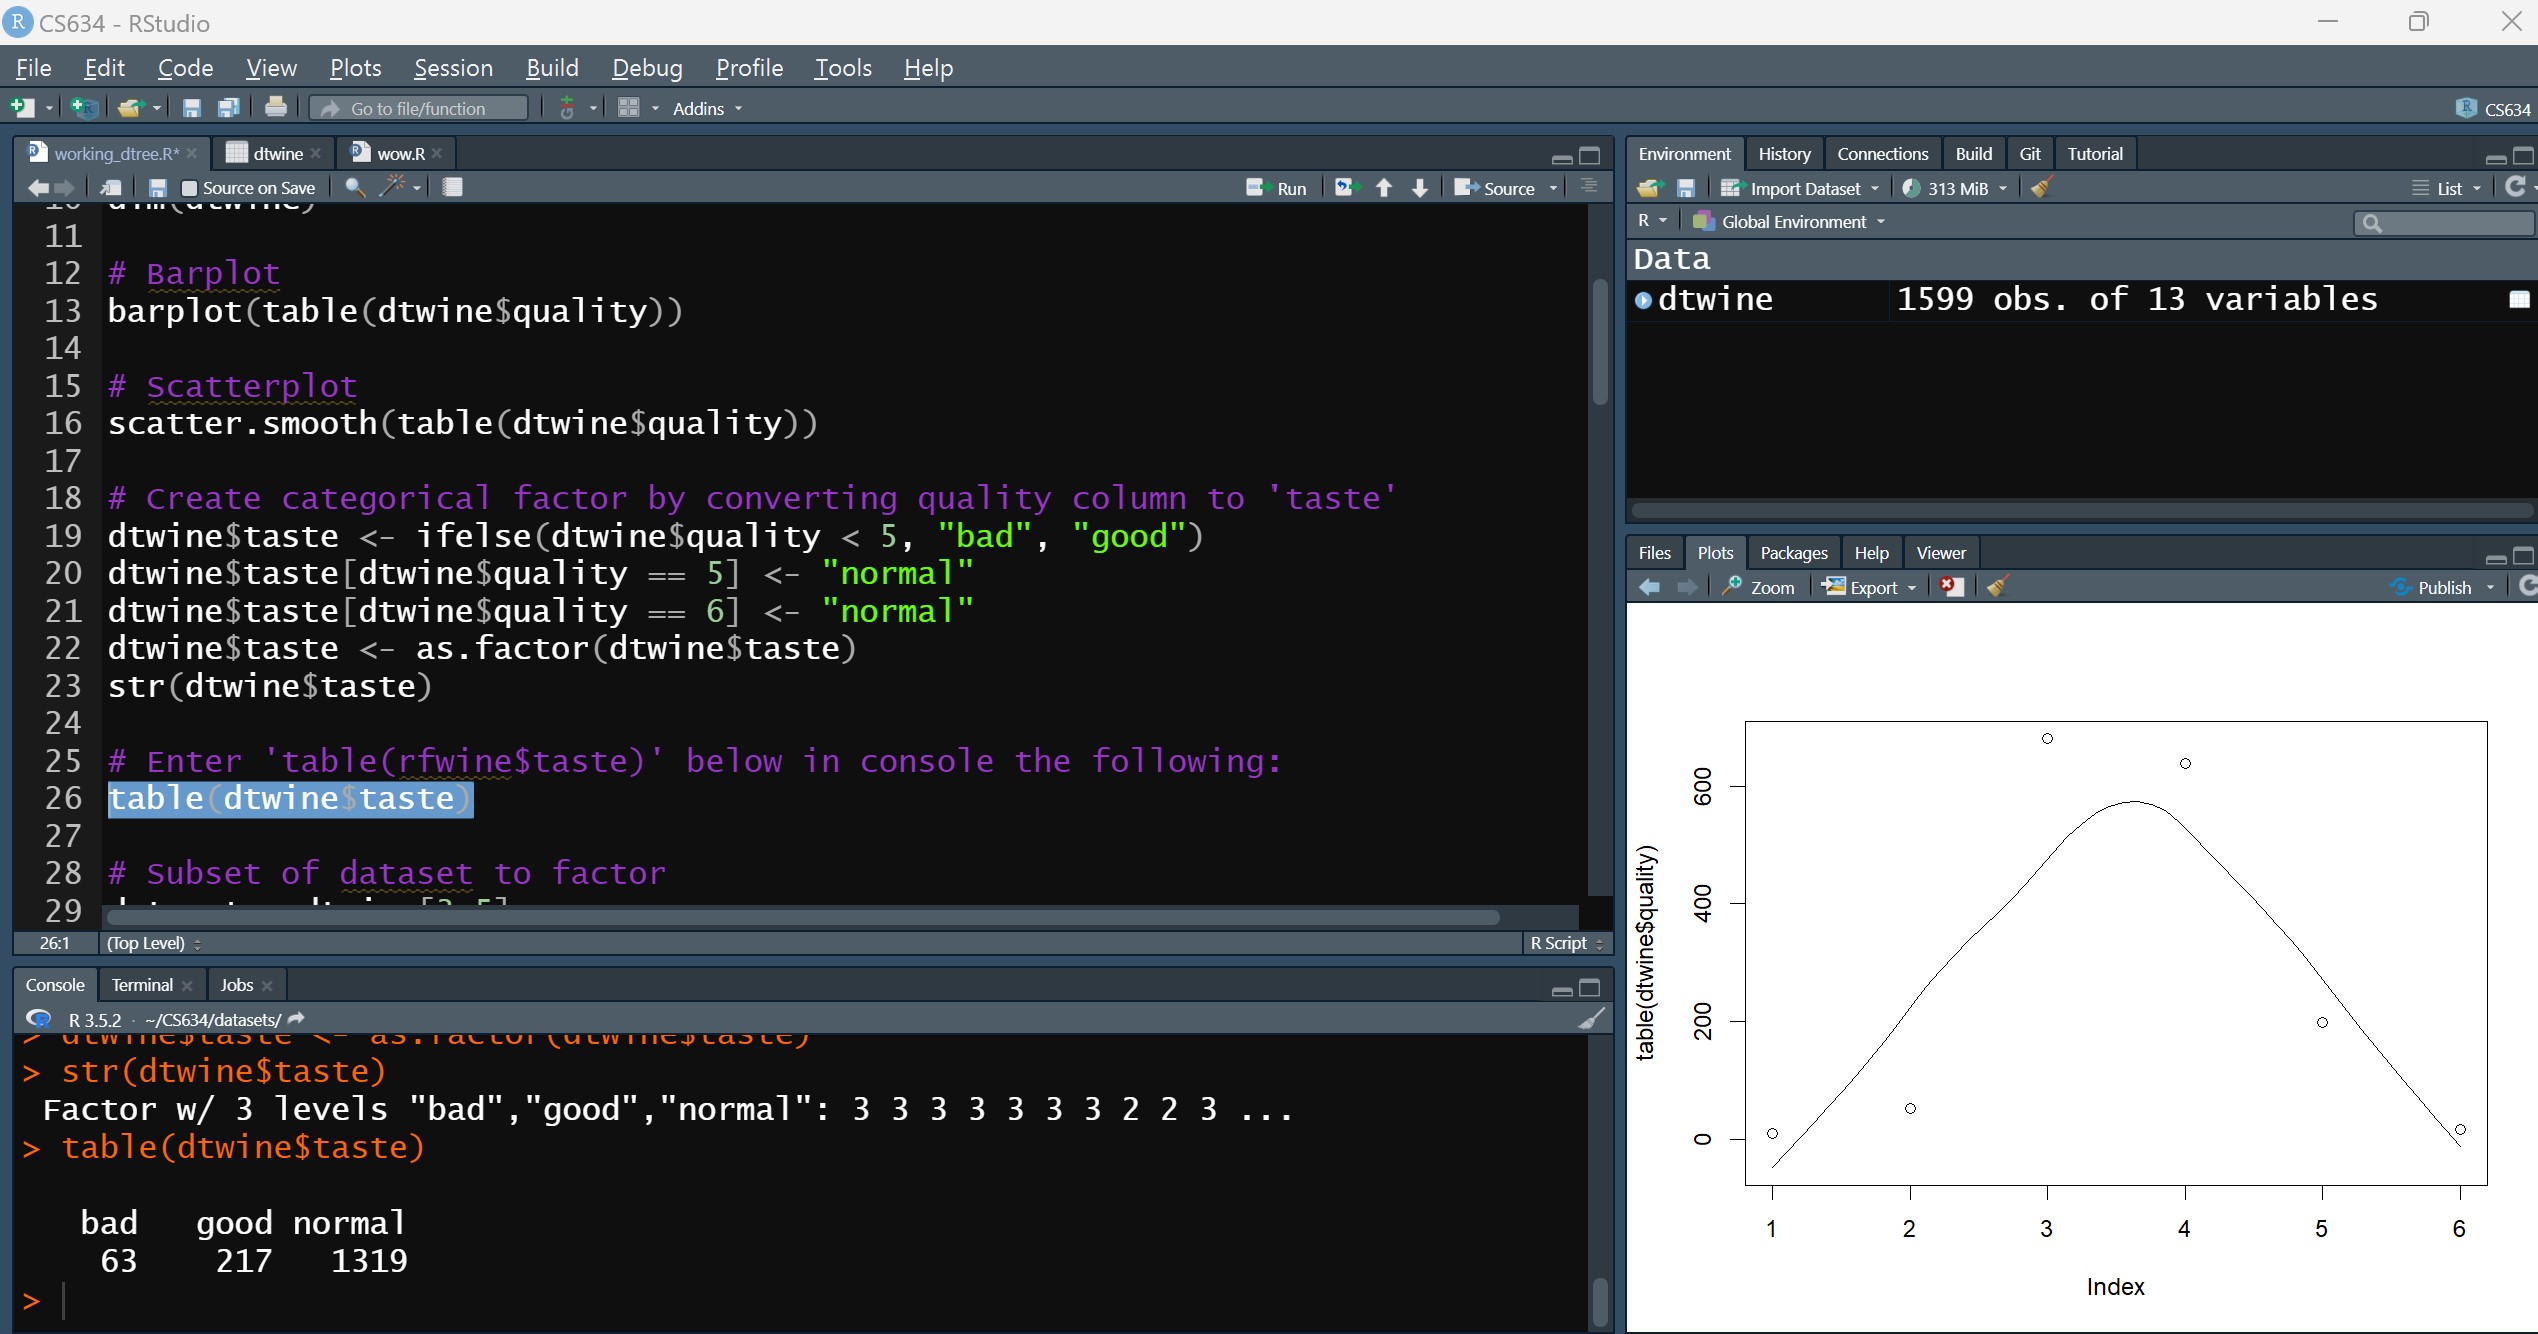 CS634 - RStudio
File Edit Code View Plots Session Build Debug Profile Tools Help
Go to file/function Addins CS634
working_dtree.R* dtwine wow.R
Source on Save Run Source
10 dim(dtwine)
11
12 # Barplot
13 barplot(table(dtwine$quality))
14
15 # Scatterplot
16 scatter.smooth(table(dtwine$quality))
17
18 # Create categorical factor by converting quality column to 'taste'
19 dtwine$taste <- ifelse(dtwine$quality < 5, "bad", "good")
20 dtwine$taste[dtwine$quality == 5] <- "normal"
21 dtwine$taste[dtwine$quality == 6] <- "normal"
22 dtwine$taste <- as.factor(dtwine$taste)
23 str(dtwine$taste)
24
25 # Enter 'table(rfwine$taste)' below in console the following:
26 table(dtwine$taste)
27
28 # Subset of dataset to factor
29
26:1 (Top Level) R Script
Console Terminal Jobs
R 3.5.2 · ~/CS634/datasets/
> dtwine$taste <- as.factor(dtwine$taste)
> str(dtwine$taste)
Factor w/ 3 levels "bad","good","normal": 3 3 3 3 3 3 3 2 2 3 ...
> table(dtwine$taste)
bad good normal
63 217 1319
>
Environment History Connections Build Git Tutorial
Import Dataset 313 MiB List
R Global Environment
Data
dtwine 1599 obs. of 13 variables
Files Plots Packages Help Viewer
Zoom Export Publish
table(dtwine$quality)
600
400
200
0
1 2 3 4 5 6
Index